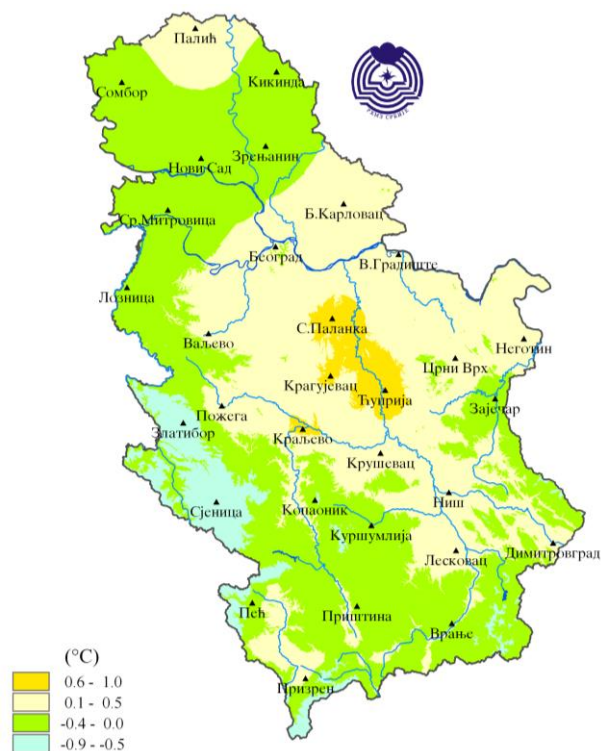 Палић
Сомбор
Кикинда
Нови Сад
Зрењанин
Ср.Митровица
Б.Карловац
Београд
В.Градиште
Лозница
С.Паланка
Ваљево
Неготин
Црни Врх
Крагујевац
Ћуприја
Зајечар
Пожега
Златибор
Краљево
Крушевац
Сјеница
Копаоник
Ниш
Куршумлија
Лесковац
Димитровград
Пећ
Приштина
Врање
Призрен
(°C)
0.6 - 1.0
0.1 - 0.5
-0.4 - 0.0
-0.9 - -0.5